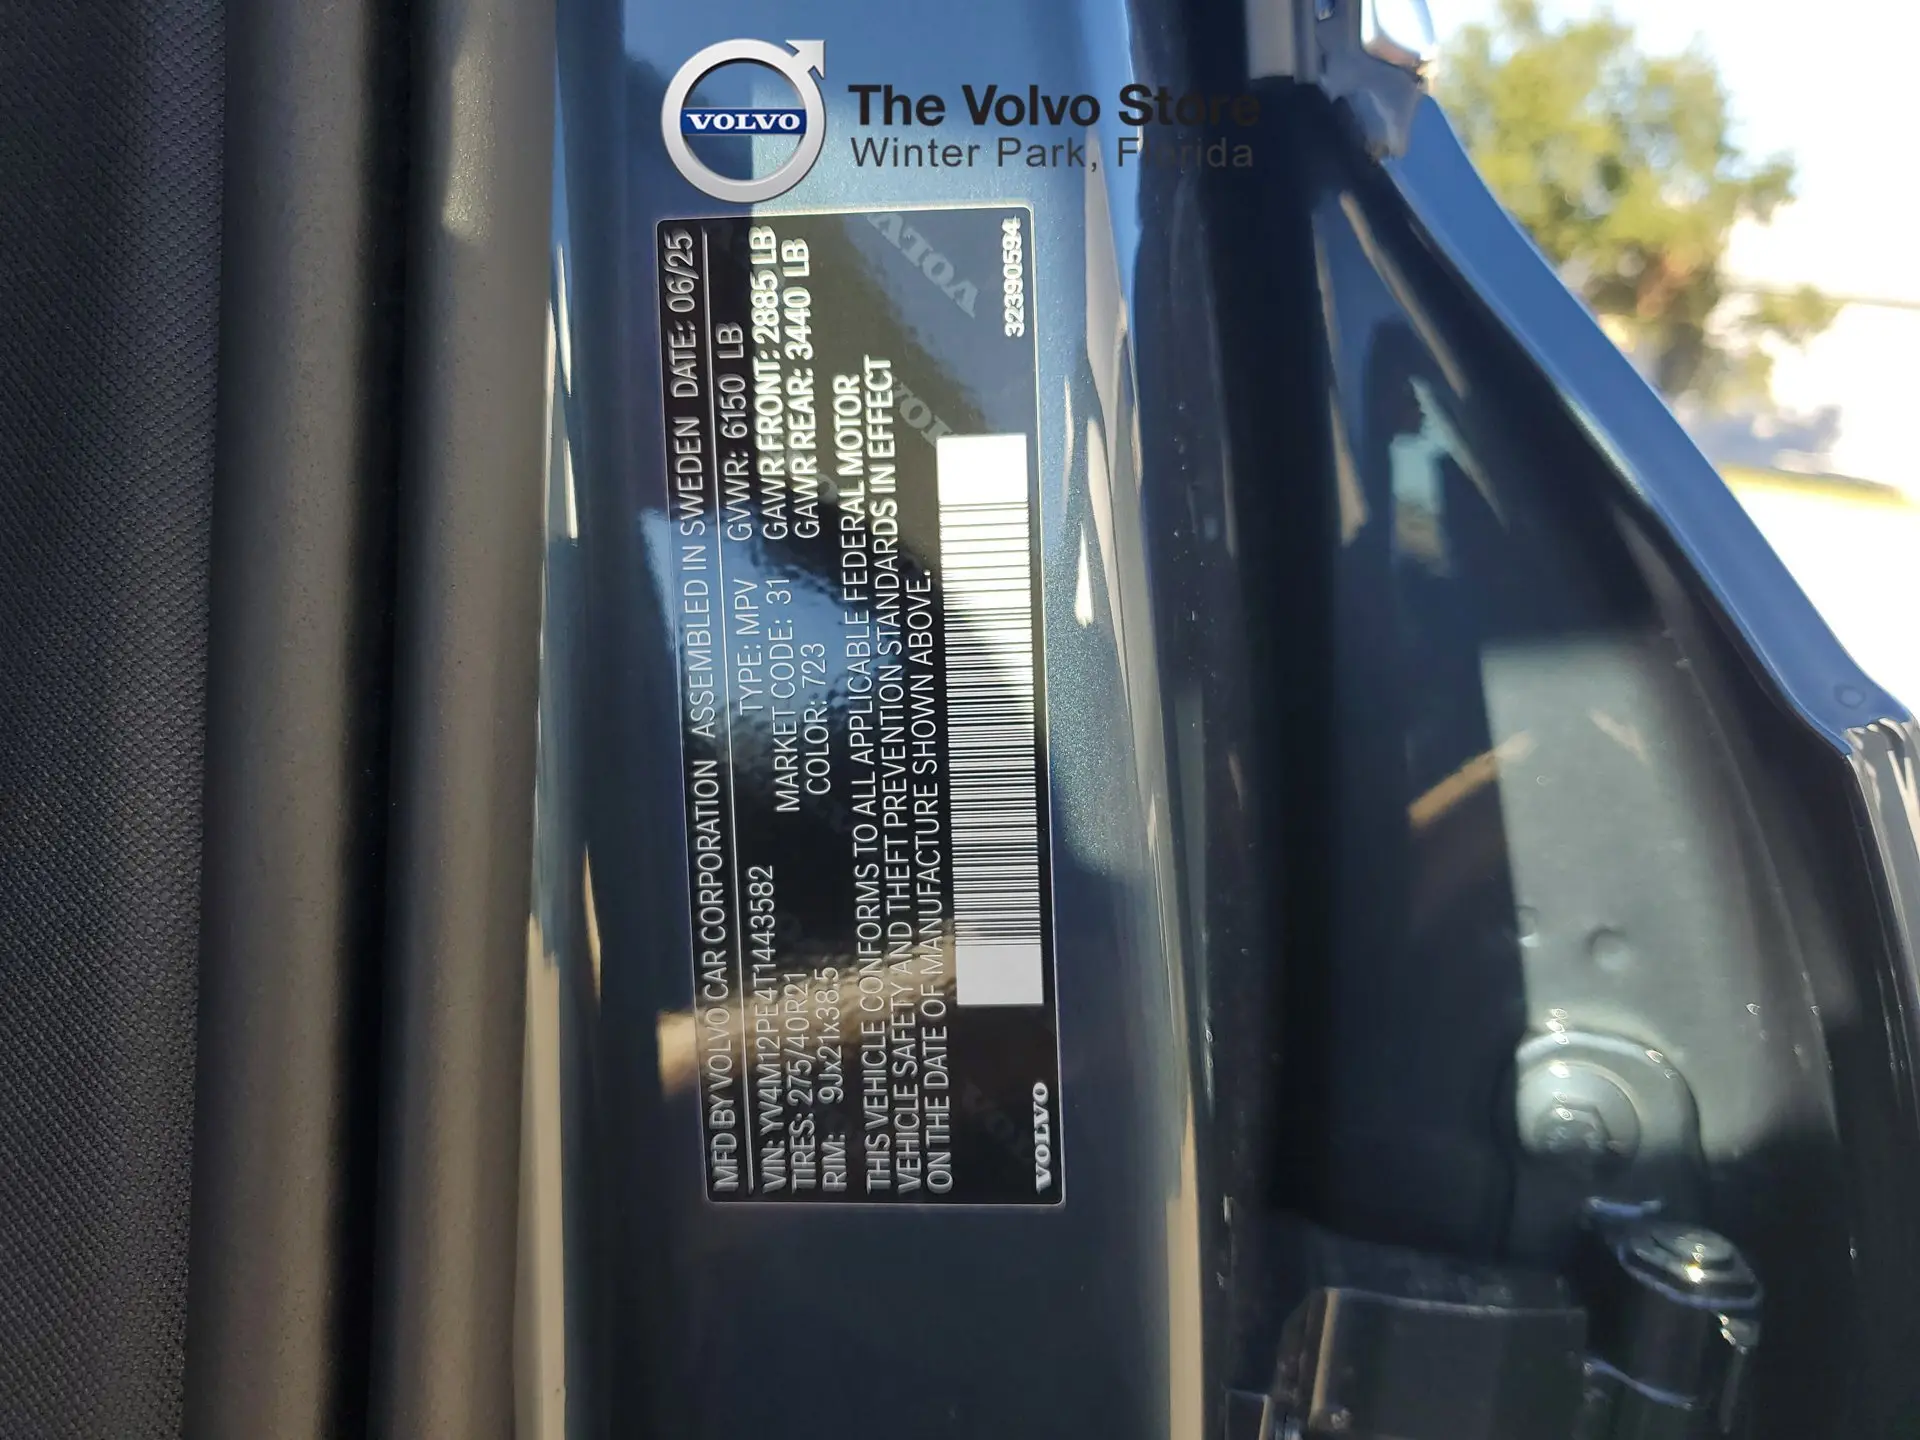 VOLVO
The Volvo Store
Winter Park, Florida
MFD BY VOLVO CAR CORPORATION ASSEMBLED IN SWEDEN DATE: 06/25
VIN: YV4M12PE4T1443582 TYPE: MPV GVWR: 6150 LB
TIRES: 275/40R21 MARKET CODE: 31 GAWR FRONT: 2885 LB
RIM: 9Jx21x38.5 COLOR: 723 GAWR REAR: 3440 LB
THIS VEHICLE CONFORMS TO ALL APPLICABLE FEDERAL MOTOR
VEHICLE SAFETY AND THEFT PREVENTION STANDARDS IN EFFECT
ON THE DATE OF MANUFACTURE SHOWN ABOVE.
VOLVO 32390594